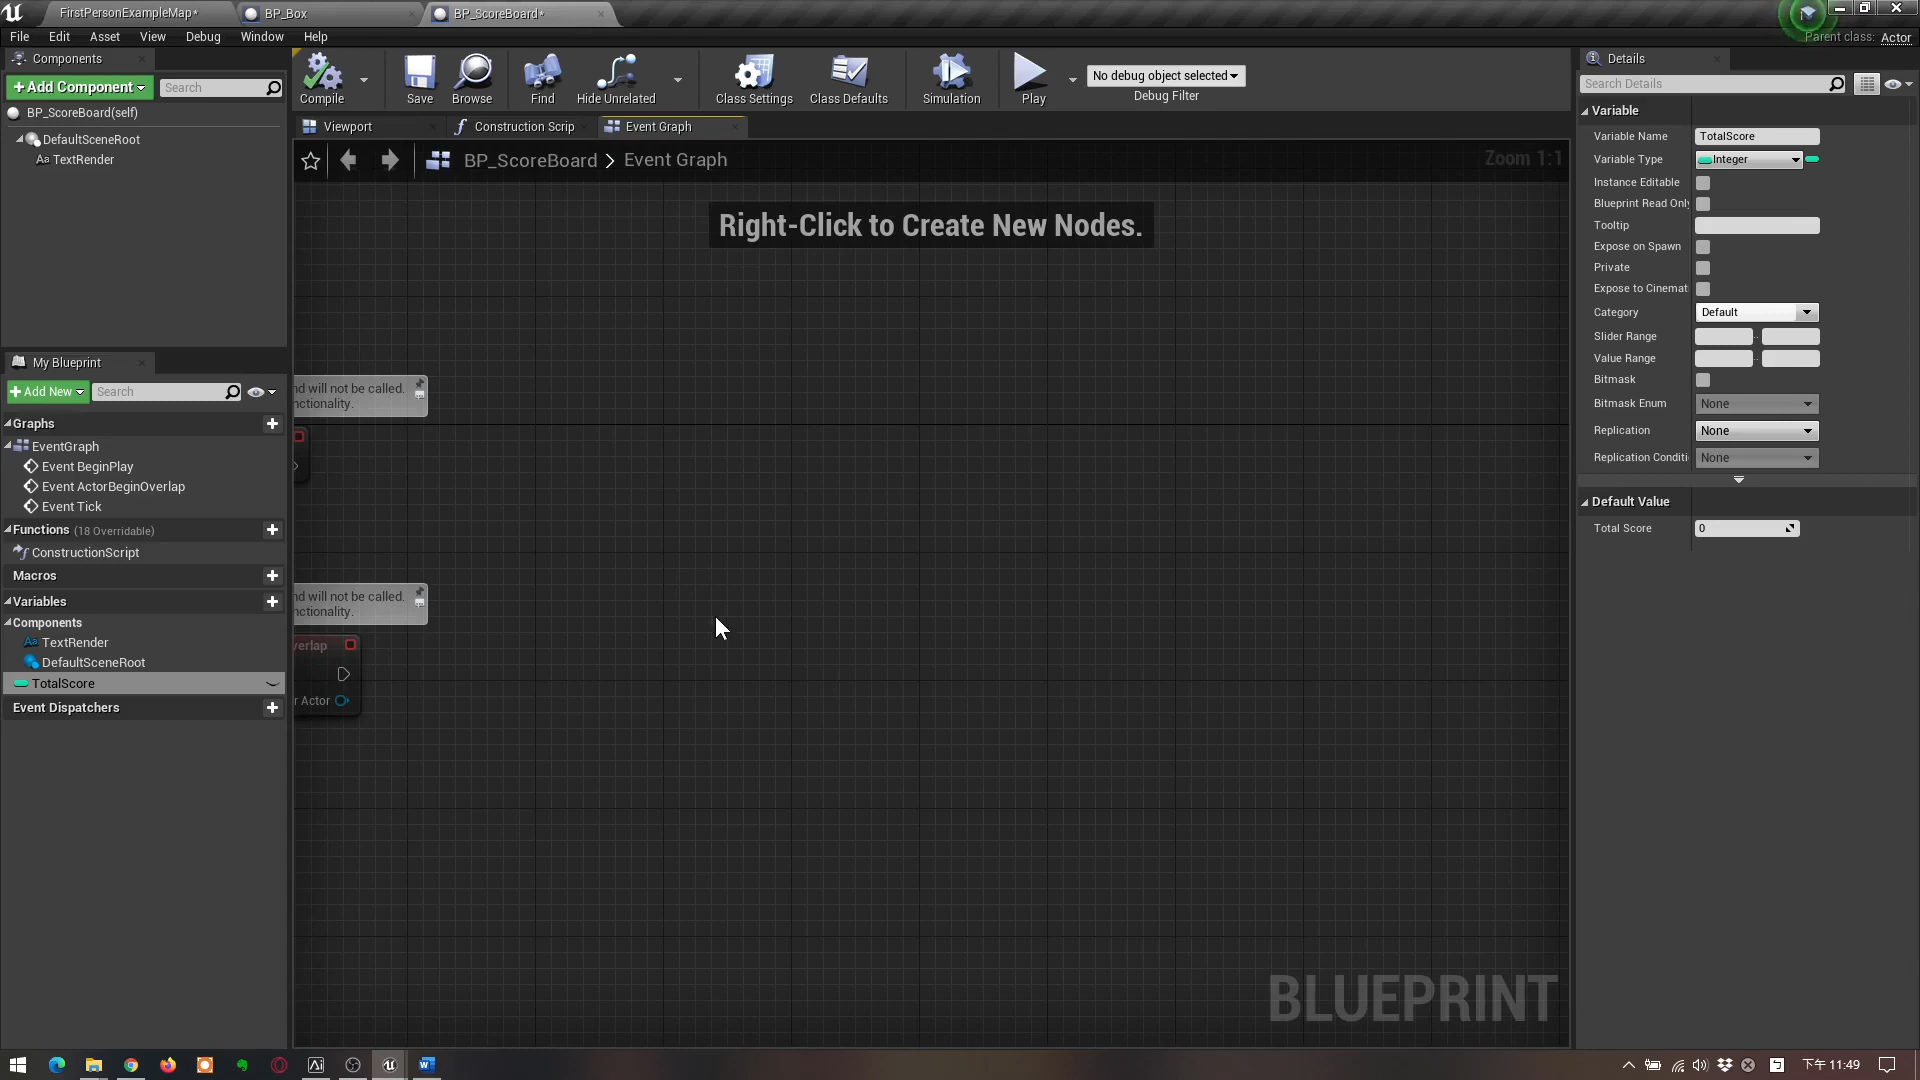 FirstPersonExampleMap*
BP_Box
BP_ScoreBoard*
Parent class: Actor
File Edit Asset View Debug Window Help
Components
+ Add Component
Search
BP_ScoreBoard(self)
DefaultSceneRoot
Aa TextRender
Compile
Save
Browse
Find
Hide Unrelated
Class Settings
Class Defaults
Simulation
Play
No debug object selected
Debug Filter
Viewport
Construction Scrip
Event Graph
BP_ScoreBoard > Event Graph
Zoom 1:1
Right-Click to Create New Nodes.
nd will not be called.
nctionality.
nd will not be called.
nctionality.
verlap
r Actor
BLUEPRINT
My Blueprint
+ Add New
Search
Graphs
EventGraph
Event BeginPlay
Event ActorBeginOverlap
Event Tick
Functions (18 Overridable)
ConstructionScript
Macros
Variables
Components
Aa TextRender
DefaultSceneRoot
TotalScore
Event Dispatchers
Details
Search Details
Variable
Variable Name TotalScore
Variable Type Integer
Instance Editable
Blueprint Read Only
Tooltip
Expose on Spawn
Private
Expose to Cinemat
Category Default
Slider Range
Value Range
Bitmask
Bitmask Enum None
Replication None
Replication Conditi None
Default Value
Total Score 0
下午 11:49